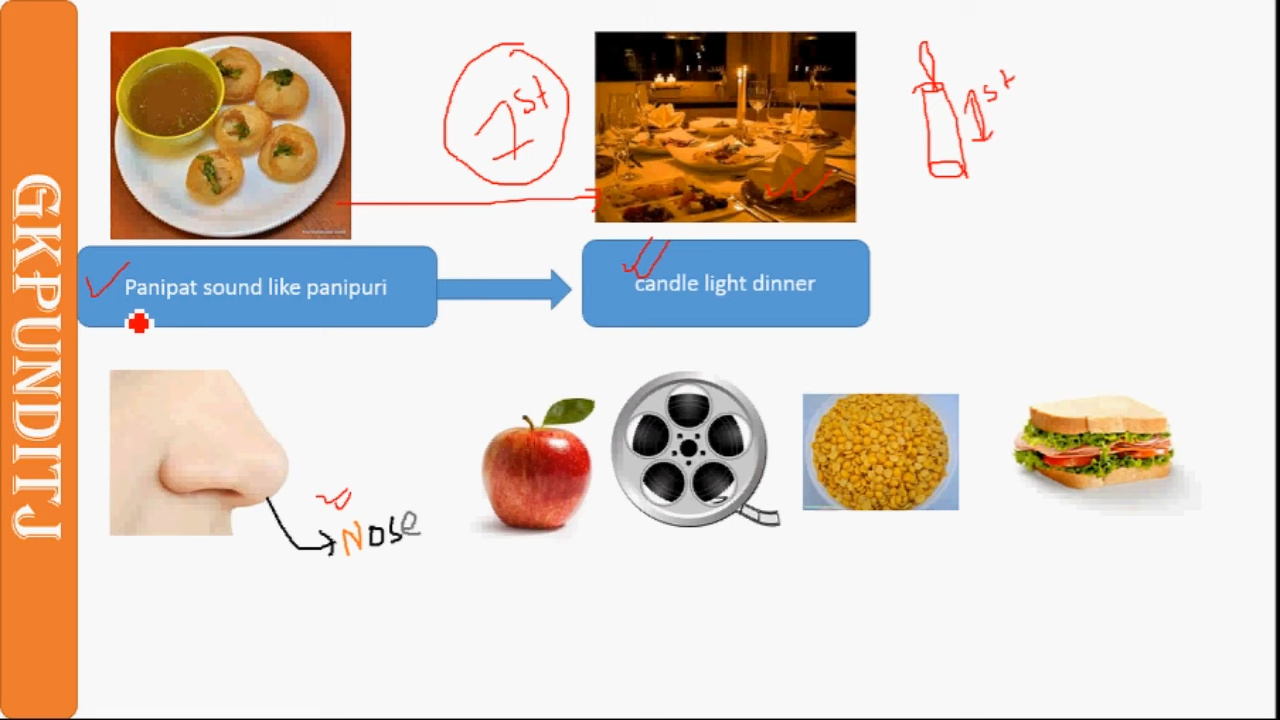 GKPUNDITJ
1st
1st
Panipat sound like panipuri
candle light dinner
Nose